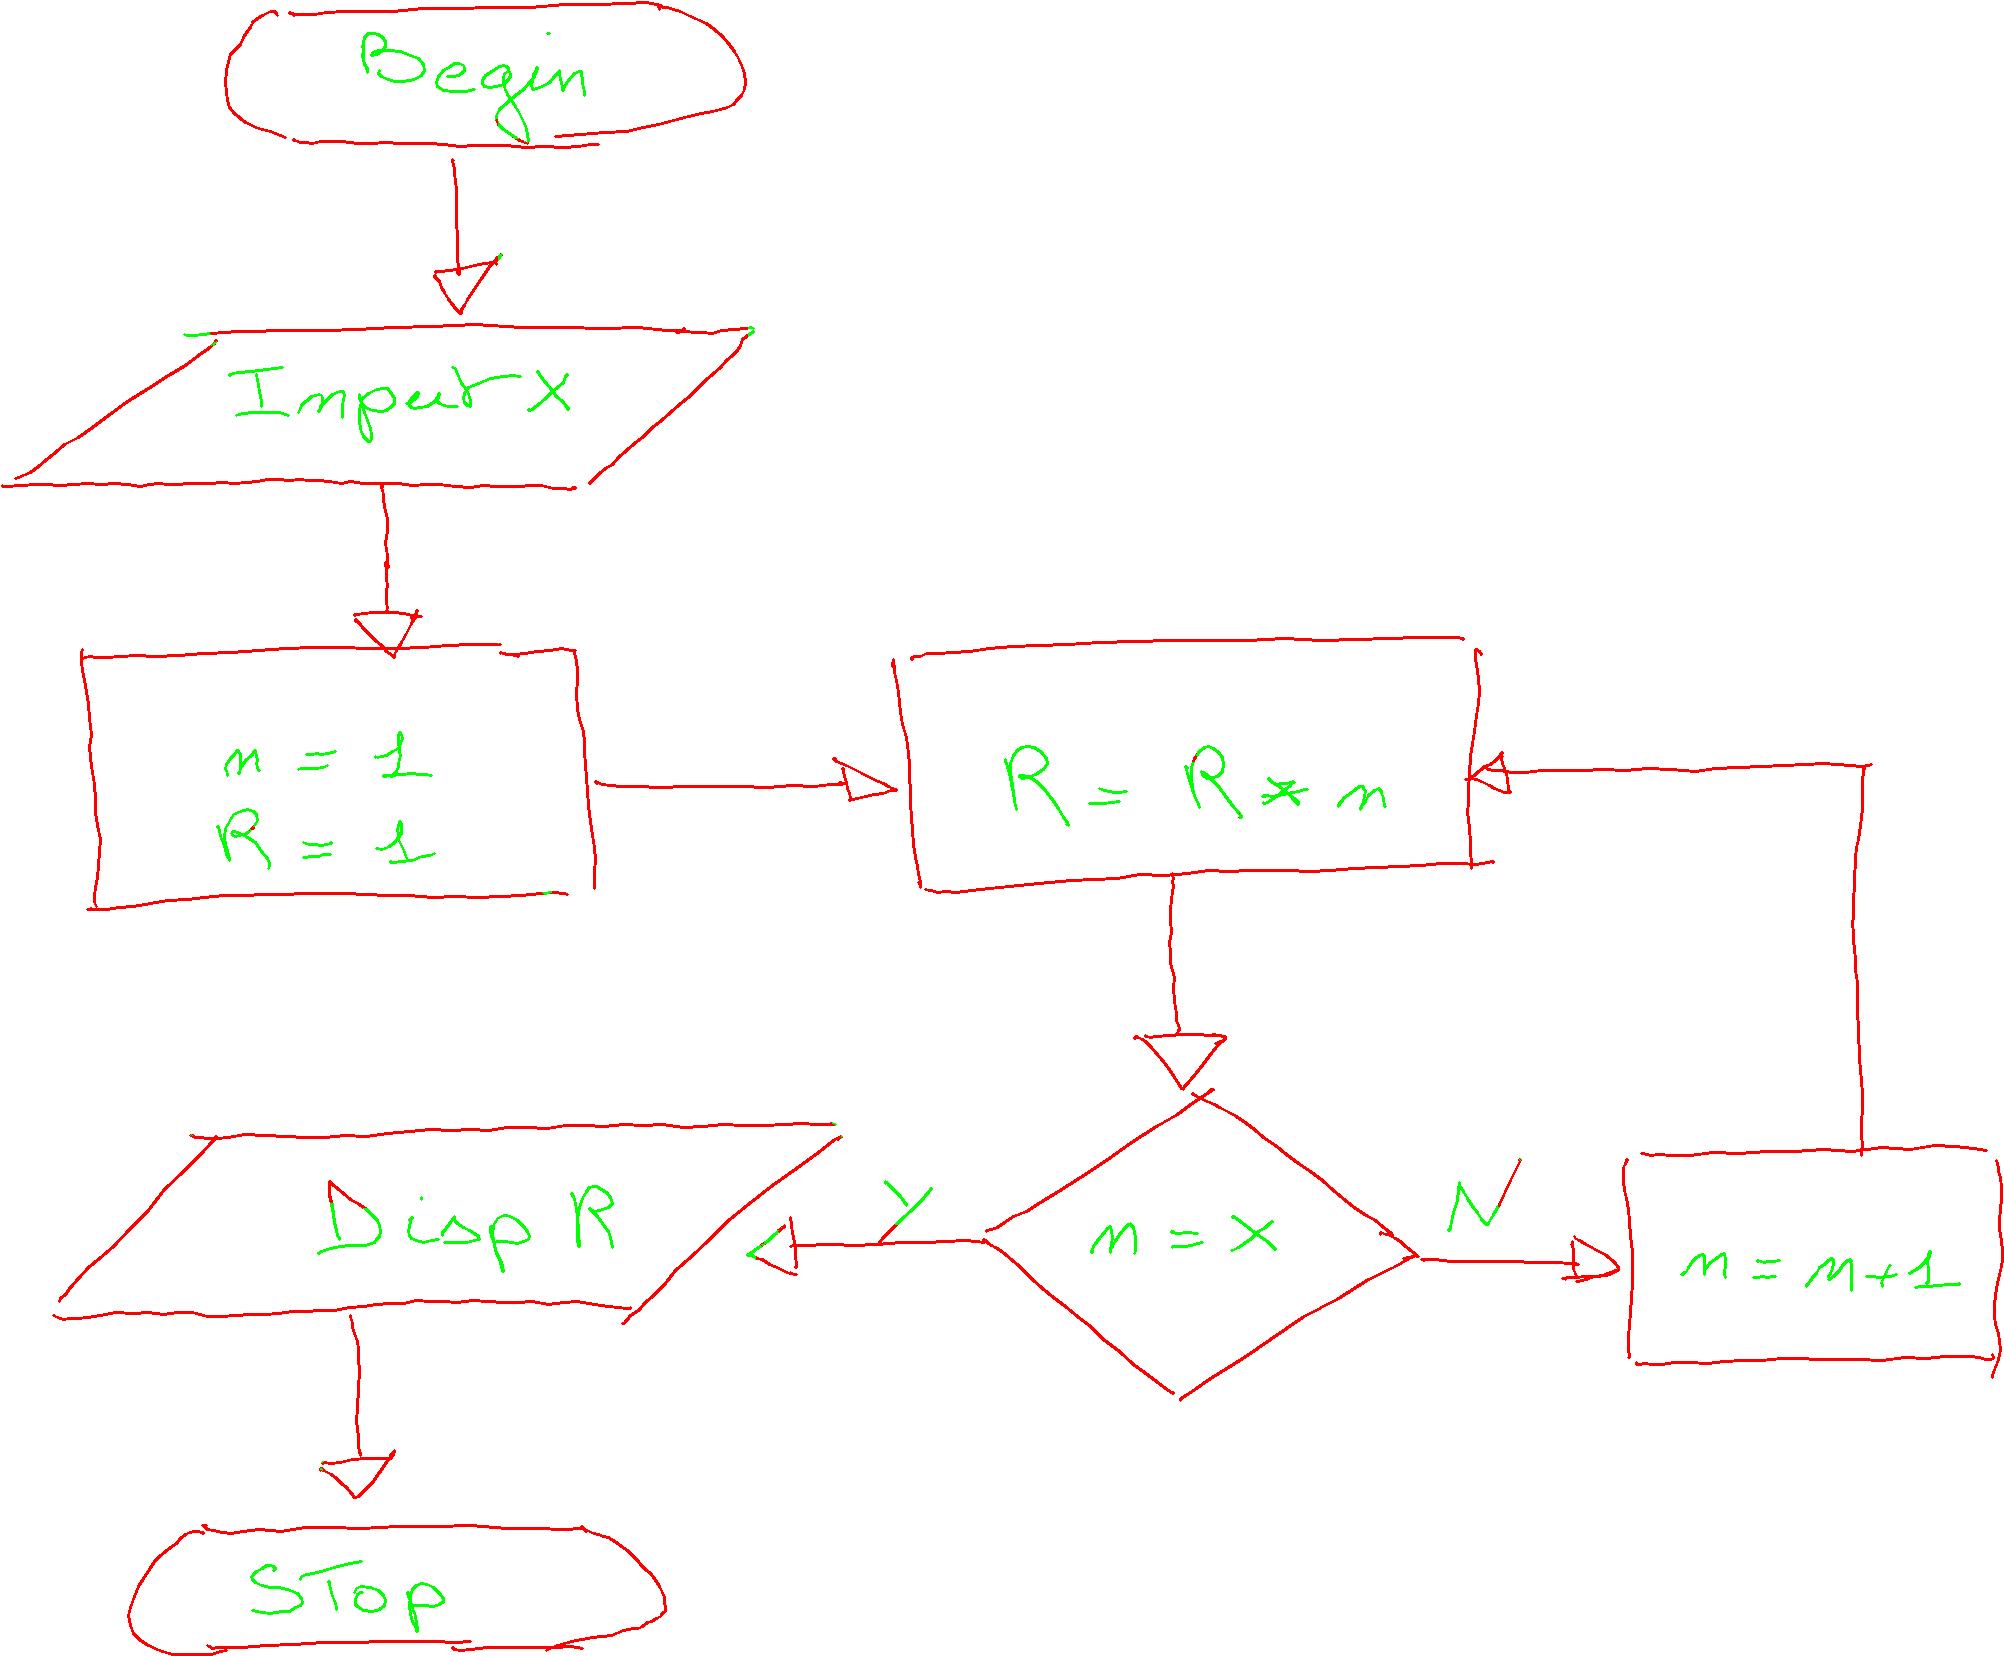 Begin
Input X
n = 1
R = 1
R = R * n
n = X
Y
N
n = n + 1
Disp R
STop